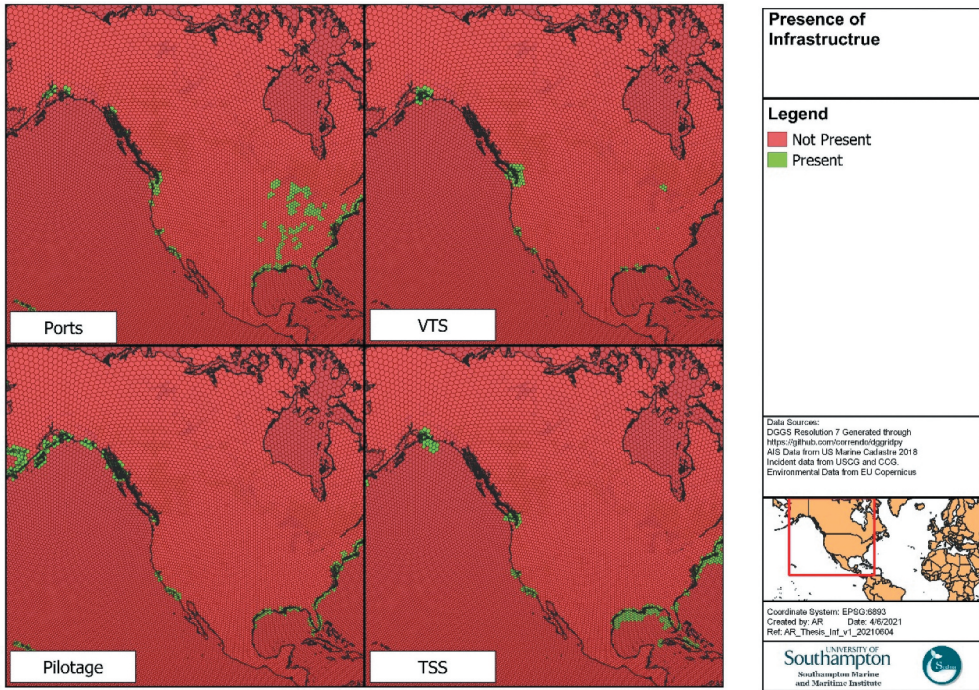 Ports
VTS
Pilotage
TSS
Presence of
Infrastructrue
Legend
Not Present
Present
Data Sources:
DGGS Resolution 7 Generated through
https://github.com/correndo/dggridpy
AIS Data from US Marine Cadastre 2018
Incident data from USCG and CCG.
Environmental Data from EU Copernicus
Coordinate System: EPSG:6893
Created by: AR Date: 4/6/2021
Ref: AR_Thesis_Inf_v1_20210604
UNIVERSITY OF
Southampton
Southampton Marine
and Maritime Institute